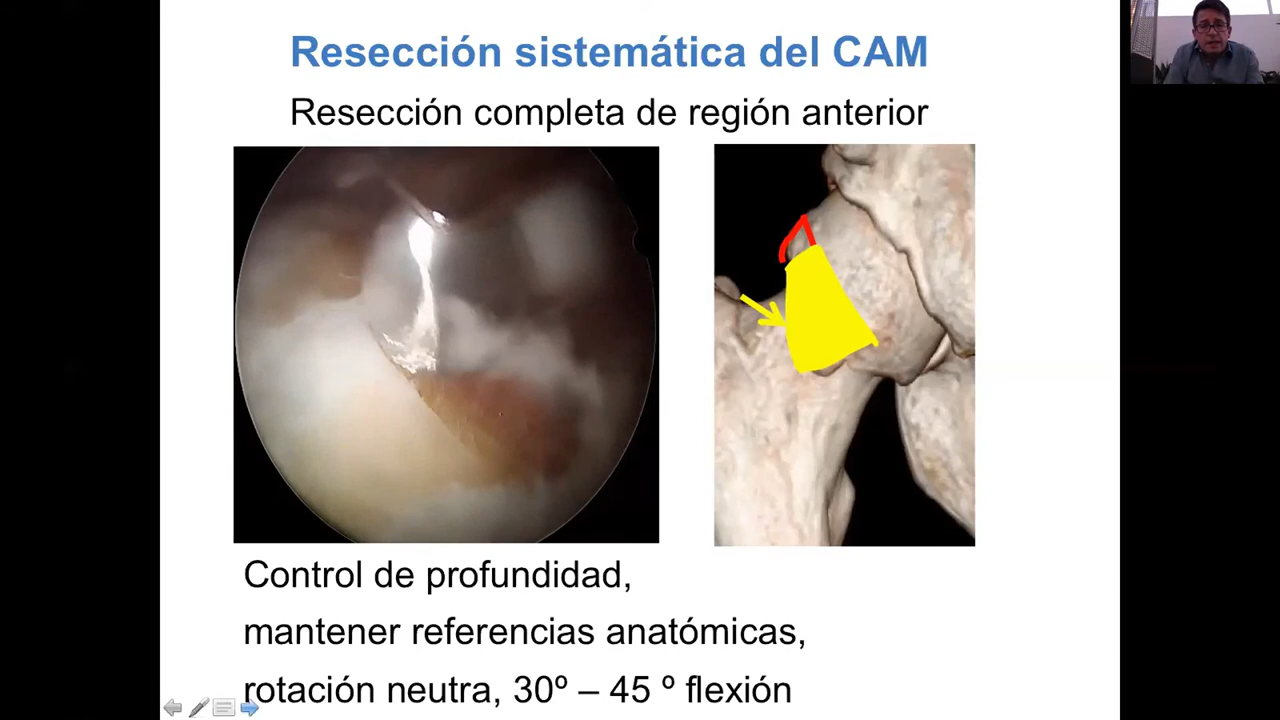 Resección sistemática del CAM
Resección completa de región anterior
Control de profundidad,
mantener referencias anatómicas,
rotación neutra, 30º – 45 º flexión